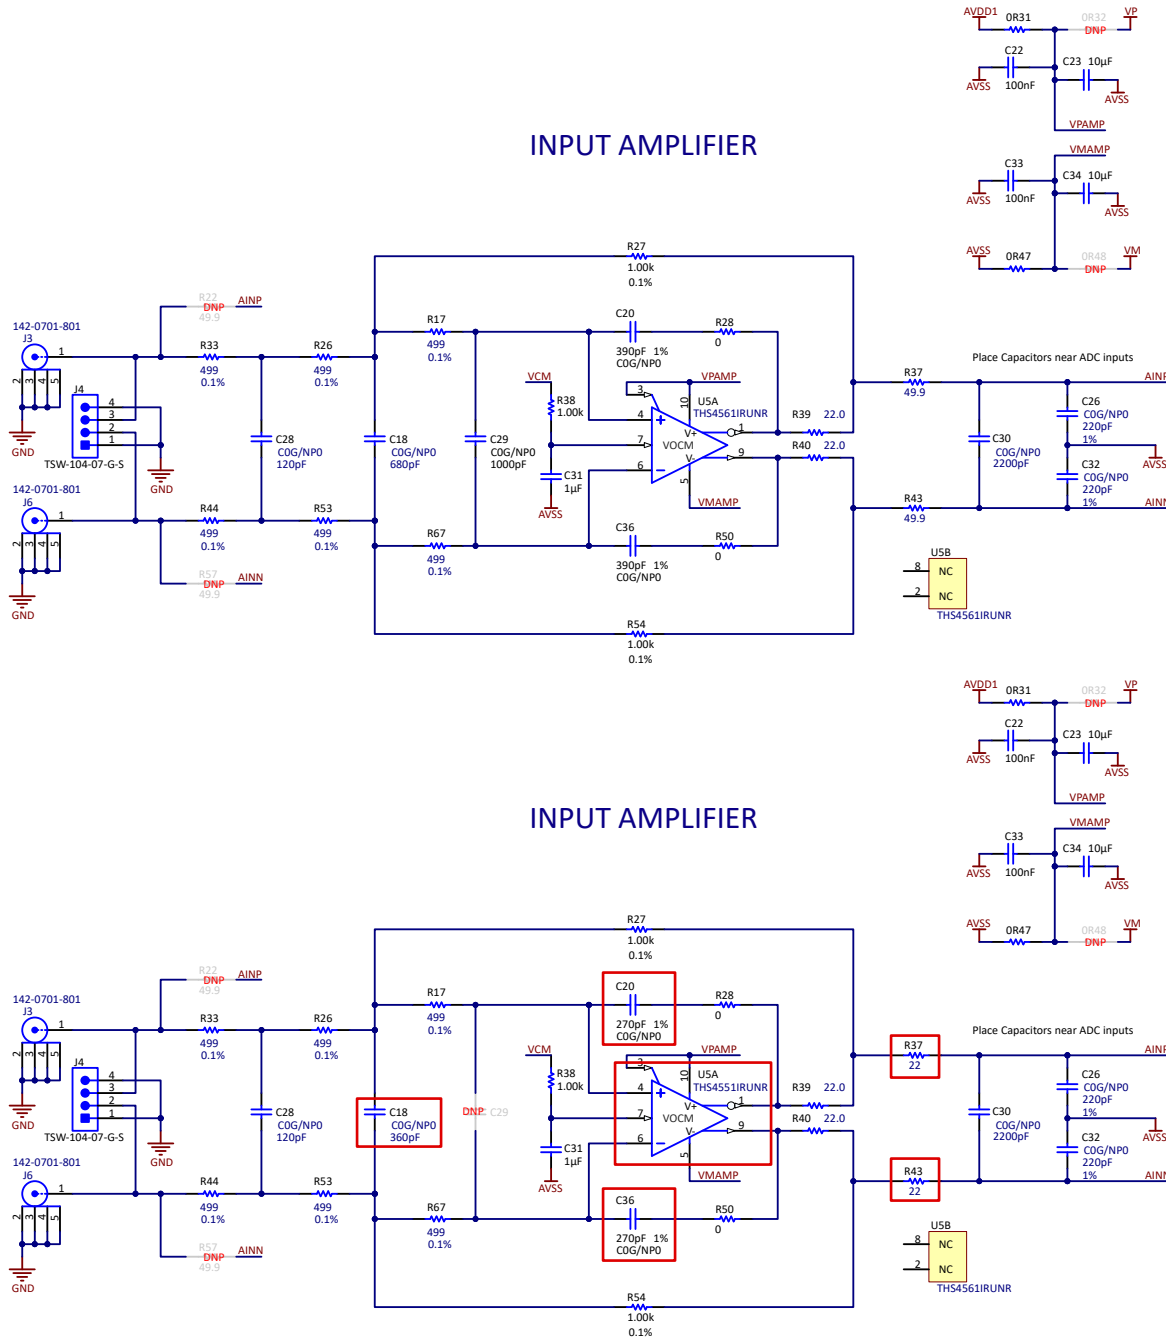 AVDD1
0R31
0R32
DNP
VP
C22
100nF
AVSS
C23 10µF
AVSS
VPAMP
INPUT AMPLIFIER
VMAMP
C33
100nF
AVSS
C34 10µF
AVSS
AVSS
0R47
0R48
DNP
VM
R27
1.00k
0.1%
R22
DNP
49.9
AINP
142-0701-801
J3
1
2 3 4 5
GND
R33
499
0.1%
R26
499
0.1%
R17
499
0.1%
C20
390pF 1%
C0G/NP0
R28
0
J4
4
3
2
1
TSW-104-07-G-S
GND
C28
C0G/NP0
120pF
C18
C0G/NP0
680pF
C29
C0G/NP0
1000pF
VCM
R38
1.00k
C31
1µF
AVSS
VPAMP
3
10
U5A
THS4561IRUNR
4
7
6
V+
VOCM
V-
1
9
5
VMAMP
R39 22.0
R40 22.0
Place Capacitors near ADC inputs
R37
49.9
AINP
C30
C0G/NP0
2200pF
C26
C0G/NP0
220pF
1%
AVSS
C32
C0G/NP0
220pF
1%
R43
49.9
AINN
J6
1
2 3 4 5
GND
R44
499
0.1%
R53
499
0.1%
R67
499
0.1%
C36
390pF 1%
C0G/NP0
R50
0
R57
DNP
49.9
AINN
R54
1.00k
0.1%
U5B
8 NC
2 NC
THS4561IRUNR
AVDD1
0R31
0R32
DNP
VP
C22
100nF
AVSS
C23 10µF
AVSS
VPAMP
INPUT AMPLIFIER
VMAMP
C33
100nF
AVSS
C34 10µF
AVSS
AVSS
0R47
0R48
DNP
VM
R27
1.00k
0.1%
R22
DNP
49.9
AINP
142-0701-801
J3
1
2 3 4 5
GND
R33
499
0.1%
R26
499
0.1%
R17
499
0.1%
C20
270pF 1%
C0G/NP0
R28
0
J4
4
3
2
1
TSW-104-07-G-S
GND
C28
C0G/NP0
120pF
C18
C0G/NP0
360pF
DNP C29
VCM
R38
1.00k
C31
1µF
AVSS
VPAMP
3
10
U5A
THS4551IRUNR
4
7
6
V+
VOCM
V-
1
9
5
VMAMP
R39 22.0
R40 22.0
Place Capacitors near ADC inputs
R37
22
AINP
C30
C0G/NP0
2200pF
C26
C0G/NP0
220pF
1%
AVSS
C32
C0G/NP0
220pF
1%
R43
22
AINN
J6
1
2 3 4 5
GND
R44
499
0.1%
R53
499
0.1%
R67
499
0.1%
C36
270pF 1%
C0G/NP0
R50
0
R57
DNP
49.9
AINN
R54
1.00k
0.1%
U5B
8 NC
2 NC
THS4561IRUNR